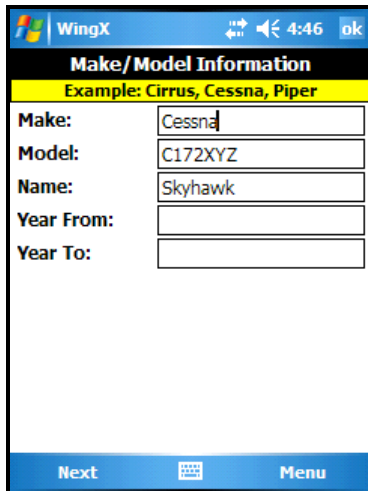 WingX 4:46 ok
Make/Model Information
Example: Cirrus, Cessna, Piper
Make: Cessna
Model: C172XYZ
Name: Skyhawk
Year From:
Year To:
Next Menu